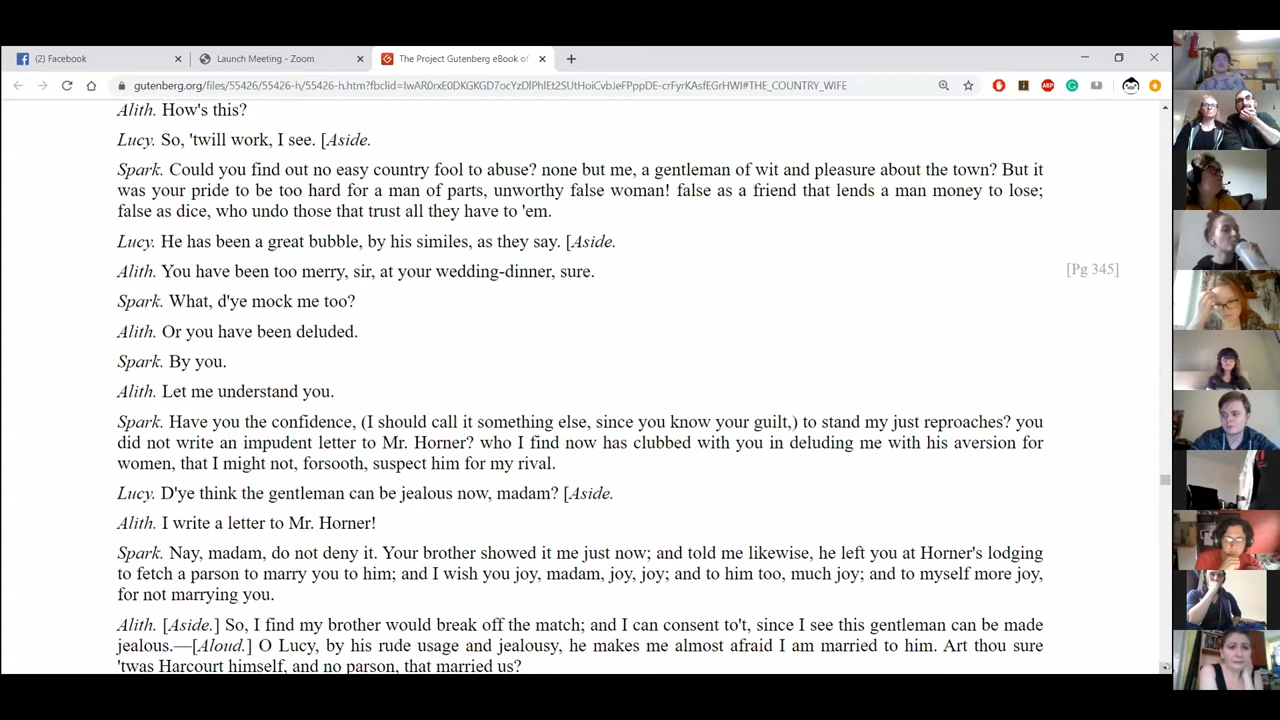 (2) Facebook
Launch Meeting - Zoom
The Project Gutenberg eBook of
gutenberg.org/files/55426-h/55426-h.htm?fbclid=IwAR0rxEODKGKGD7ocYzDlPhlEt2SUtHoiCvbJeFPppDE-crFyrKAsfEGrHWI#THE_COUNTRY_WIFE
Alith. How's this?
Lucy. So, 'twill work, I see. [Aside.
Spark. Could you find out no easy country fool to abuse? none but me, a gentleman of wit and pleasure about the town? But it
was your pride to be too hard for a man of parts, unworthy false woman! false as a friend that lends a man money to lose;
false as dice, who undo those that trust all they have to 'em.
Lucy. He has been a great bubble, by his similes, as they say. [Aside.
Alith. You have been too merry, sir, at your wedding-dinner, sure.
[Pg 345]
Spark. What, d'ye mock me too?
Alith. Or you have been deluded.
Spark. By you.
Alith. Let me understand you.
Spark. Have you the confidence, (I should call it something else, since you know your guilt,) to stand my just reproaches? you
did not write an impudent letter to Mr. Horner? who I find now has clubbed with you in deluding me with his aversion for
women, that I might not, forsooth, suspect him for my rival.
Lucy. D'ye think the gentleman can be jealous now, madam? [Aside.
Alith. I write a letter to Mr. Horner!
Spark. Nay, madam, do not deny it. Your brother showed it me just now; and told me likewise, he left you at Horner's lodging
to fetch a parson to marry you to him; and I wish you joy, madam, joy, joy; and to him too, much joy; and to myself more joy,
for not marrying you.
Alith. [Aside.] So, I find my brother would break off the match; and I can consent to't, since I see this gentleman can be made
jealous.—[Aloud.] O Lucy, by his rude usage and jealousy, he makes me almost afraid I am married to him. Art thou sure
'twas Harcourt himself, and no parson, that married us?